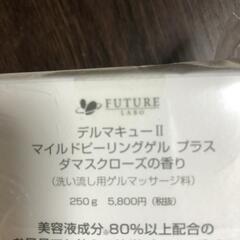 FUTURE
LABO
デルマキューII
マイルドピーリングゲル プラス
ダマスクローズの香り
(洗い流し用ゲルマッサージ料)
250g 5,800円(税抜)
美容液成分80%以上配合の